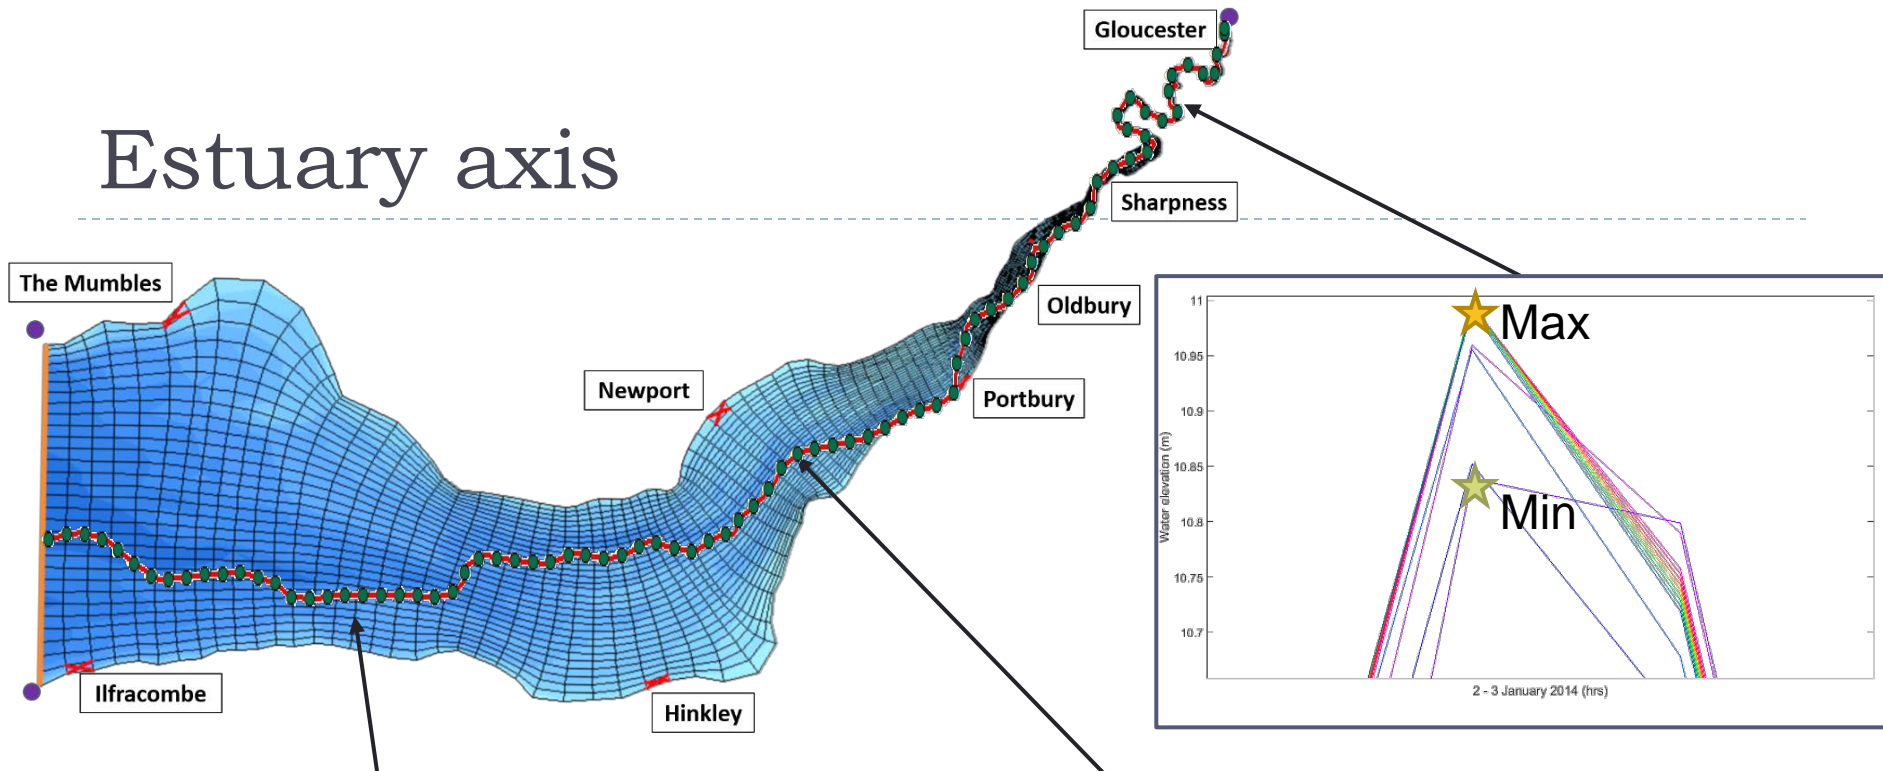 Gloucester
Estuary axis
Sharpness
The Mumbles
Oldbury
Newport
Portbury
Ilfracombe
Hinkley
Max
Min
11
10.95
10.9
10.85
10.8
10.75
10.7
Water elevation (m)
2 - 3 January 2014 (hrs)